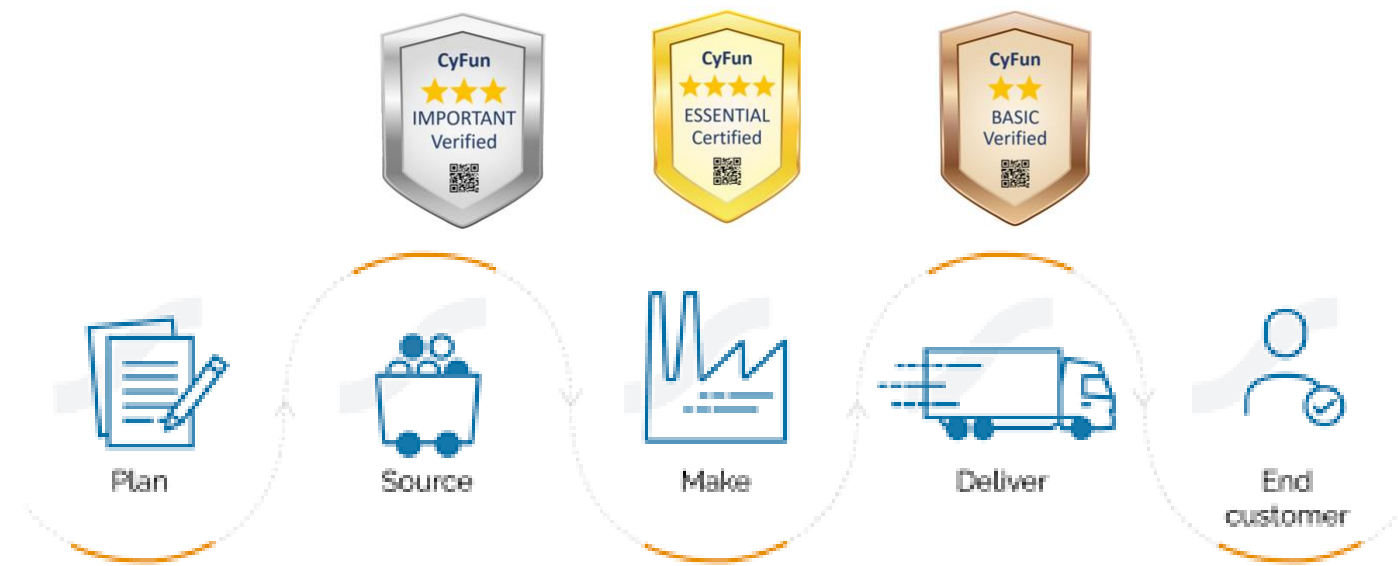 CyFun
IMPORTANT
Verified
CyFun
ESSENTIAL
Certified
CyFun
BASIC
Verified
Plan
Source
Make
Deliver
End
customer